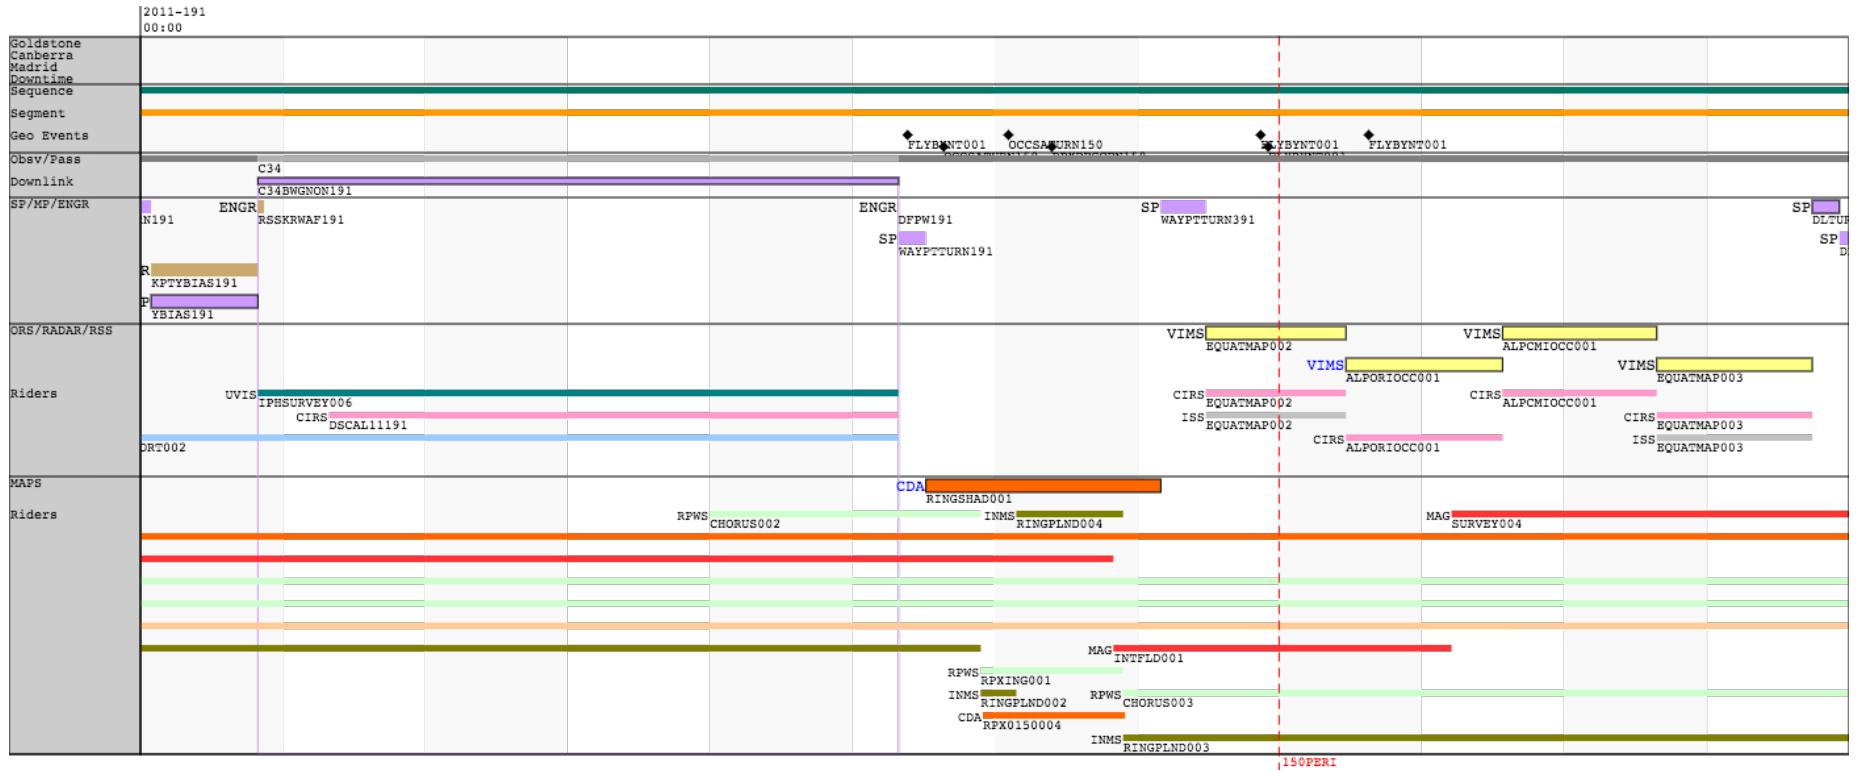 2011-191
00:00
Goldstone
Canberra
Madrid
Downtime
Sequence
Segment
Geo Events
FLYBYNT001 OCCSATURN150 FLYBYNT001 FLYBYNT001
Obsv/Pass
C34
Downlink
C34BWGNON191
SP/MP/ENGR
ENGR ENGR SP SP
N191 RSSKRWAF191 DFPW191 WAYPTTURN391 DLTUR
SP SP
WAYPTTURN191 D
R
KPTYBIAS191
P
YBIAS191
ORS/RADAR/RSS
VIMS VIMS
EQUATMAP002 ALPCMIOCC001
VIMS VIMS
ALPORIOCC001 EQUATMAP003
Riders
UVIS CIRS CIRS
IPHSURVEY006 EQUATMAP002 ALPCMIOCC001
CIRS ISS CIRS
DSCAL11191 EQUATMAP002 EQUATMAP003
CIRS ISS
ORT002 ALPORIOCC001 EQUATMAP003
MAPS
CDA
RINGSHAD001
Riders
RPWS INMS MAG
CHORUS002 RINGPLND004 SURVEY004
MAG
INTFLD001
RPWS
RPXING001
INMS RPWS
RINGPLND002 CHORUS003
CDA
RPX0150004
INMS
RINGPLND003
150PERI